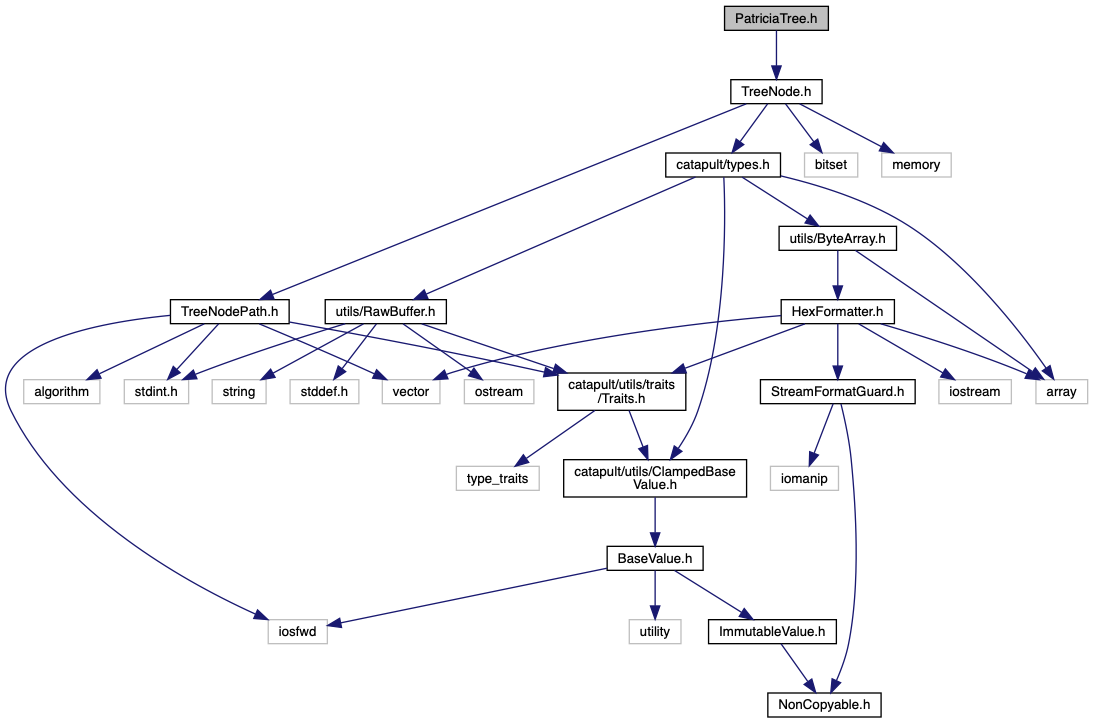 PatriciaTree.h
TreeNode.h
catapult/types.h
bitset
memory
utils/ByteArray.h
TreeNodePath.h
utils/RawBuffer.h
HexFormatter.h
algorithm
stdint.h
string
stddef.h
vector
ostream
catapult/utils/traits
/Traits.h
StreamFormatGuard.h
iostream
array
type_traits
catapult/utils/ClampedBase
Value.h
iomanip
BaseValue.h
iosfwd
utility
ImmutableValue.h
NonCopyable.h